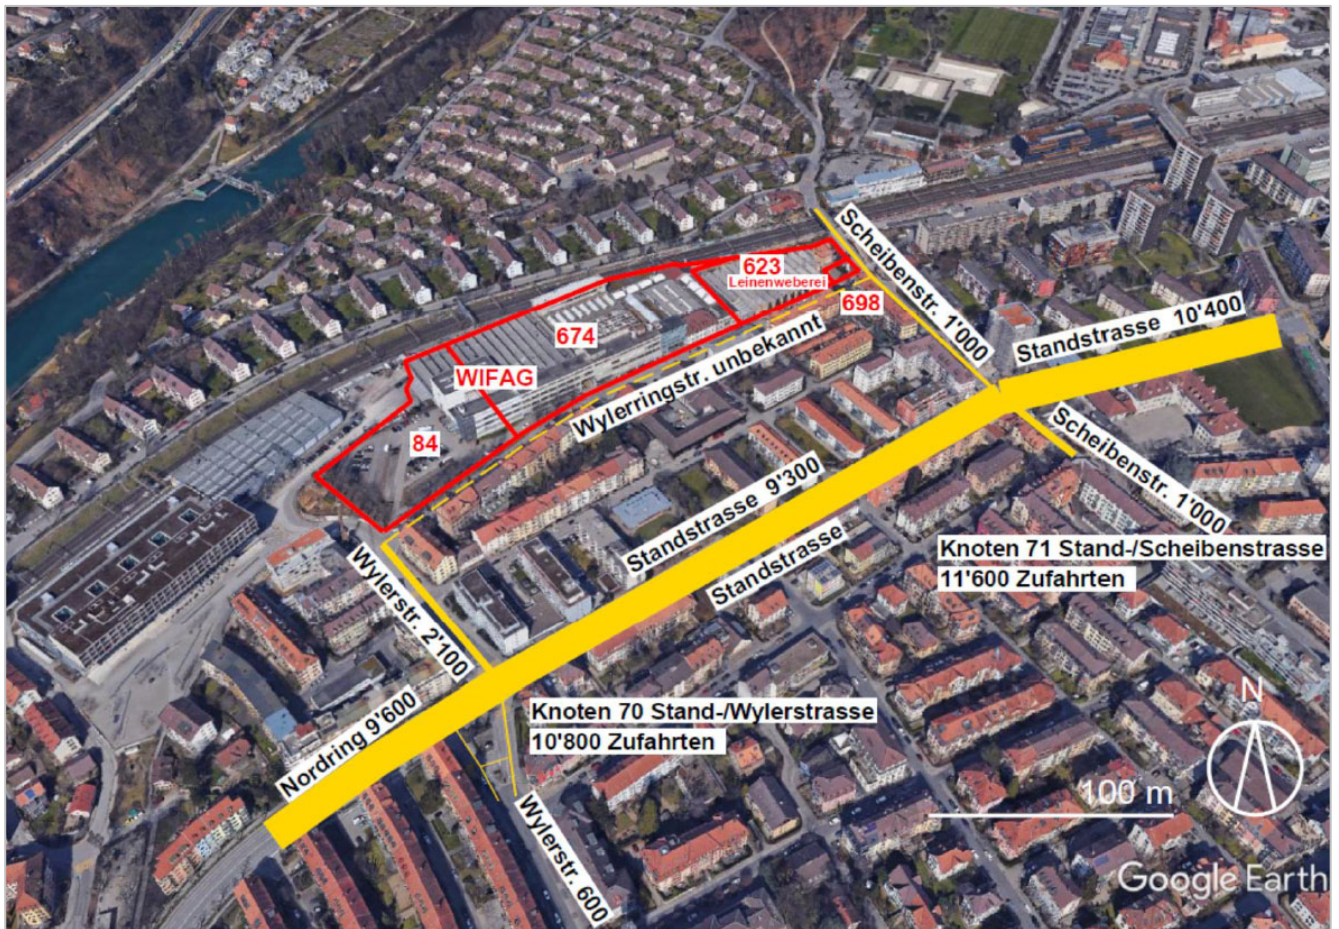 Scheibenstr. 1'000
623
Leinenweberei
698
674
Standstrasse 10'400
WIFAG
Wylerringstr. unbekannt
84
Scheibenstr. 1'000
Standstrasse 9'300
Standstrasse
Knoten 71 Stand-/Scheibenstrasse
11'600 Zufahrten
Wylerstr. 2'100
Nordring 9'600
Knoten 70 Stand-/Wylerstrasse
10'800 Zufahrten
N
100 m
Wylerstr. 600
Google Earth